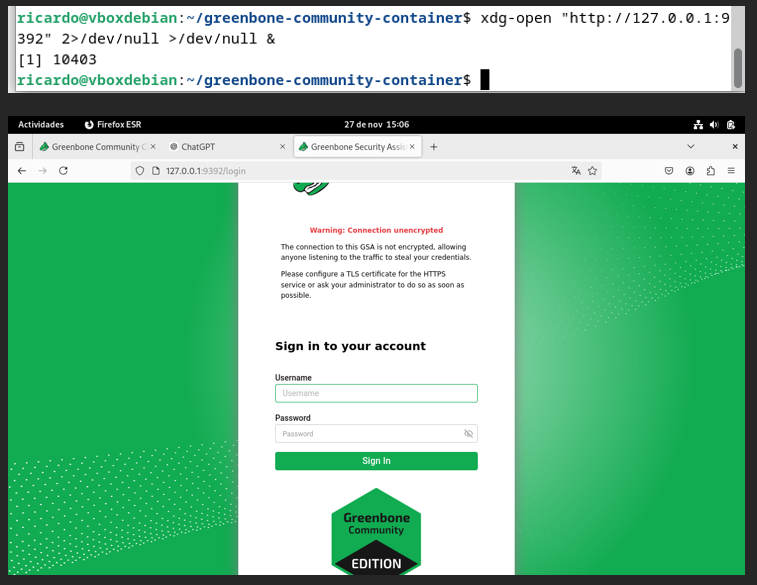 ricardo@vboxdebian:~/greenbone-community-container$ xdg-open "http://127.0.0.1:9
392" 2>/dev/null >/dev/null &
[1] 10403
ricardo@vboxdebian:~/greenbone-community-container$
Actividades Firefox ESR 27 de nov 15:06
Greenbone Community C ChatGPT Greenbone Security Assis
127.0.0.1:9392/login
Warning: Connection unencrypted
The connection to this GSA is not encrypted, allowing
anyone listening to the traffic to steal your credentials.
Please configure a TLS certificate for the HTTPS
service or ask your administrator to do so as soon as
possible.
Sign in to your account
Username
Username
Password
Password
Sign In
Greenbone
Community
EDITION